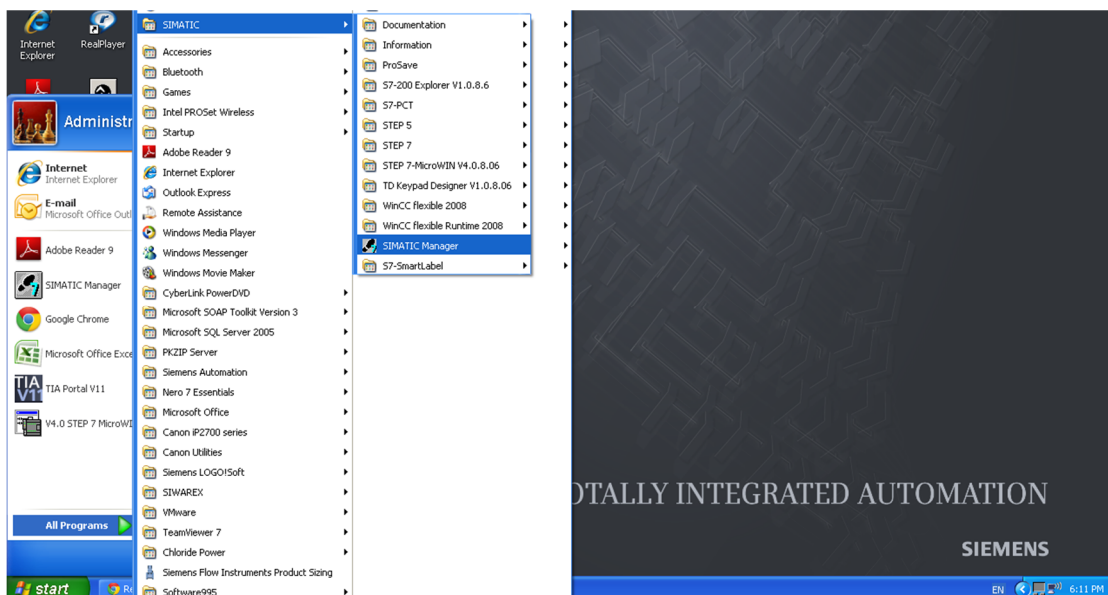 Internet
Explorer
RealPlayer
Administr
Internet
Internet Explorer
E-mail
Microsoft Office Outl
Adobe Reader 9
SIMATIC Manager
Google Chrome
Microsoft Office Exce
TIA Portal V11
V4.0 STEP 7 MicroWI
All Programs
start
Re
SIMATIC
Accessories
Bluetooth
Games
Intel PROSet Wireless
Startup
Adobe Reader 9
Internet Explorer
Outlook Express
Remote Assistance
Windows Media Player
Windows Messenger
Windows Movie Maker
CyberLink PowerDVD
Microsoft SOAP Toolkit Version 3
Microsoft SQL Server 2005
PKZIP Server
Siemens Automation
Nero 7 Essentials
Microsoft Office
Canon iP2700 series
Canon Utilities
Siemens LOGO!Soft
SIWAREX
VMware
TeamViewer 7
Chloride Power
Siemens Flow Instruments Product Sizing
Software995
Documentation
Information
ProSave
S7-200 Explorer V1.0.8.6
S7-PCT
STEP 5
STEP 7
STEP 7-MicroWIN V4.0.8.06
TD Keypad Designer V1.0.8.06
WinCC flexible 2008
WinCC flexible Runtime 2008
SIMATIC Manager
S7-SmartLabel
OTALLY INTEGRATED AUTOMATION
SIEMENS
EN
6:11 PM
TIA
V11